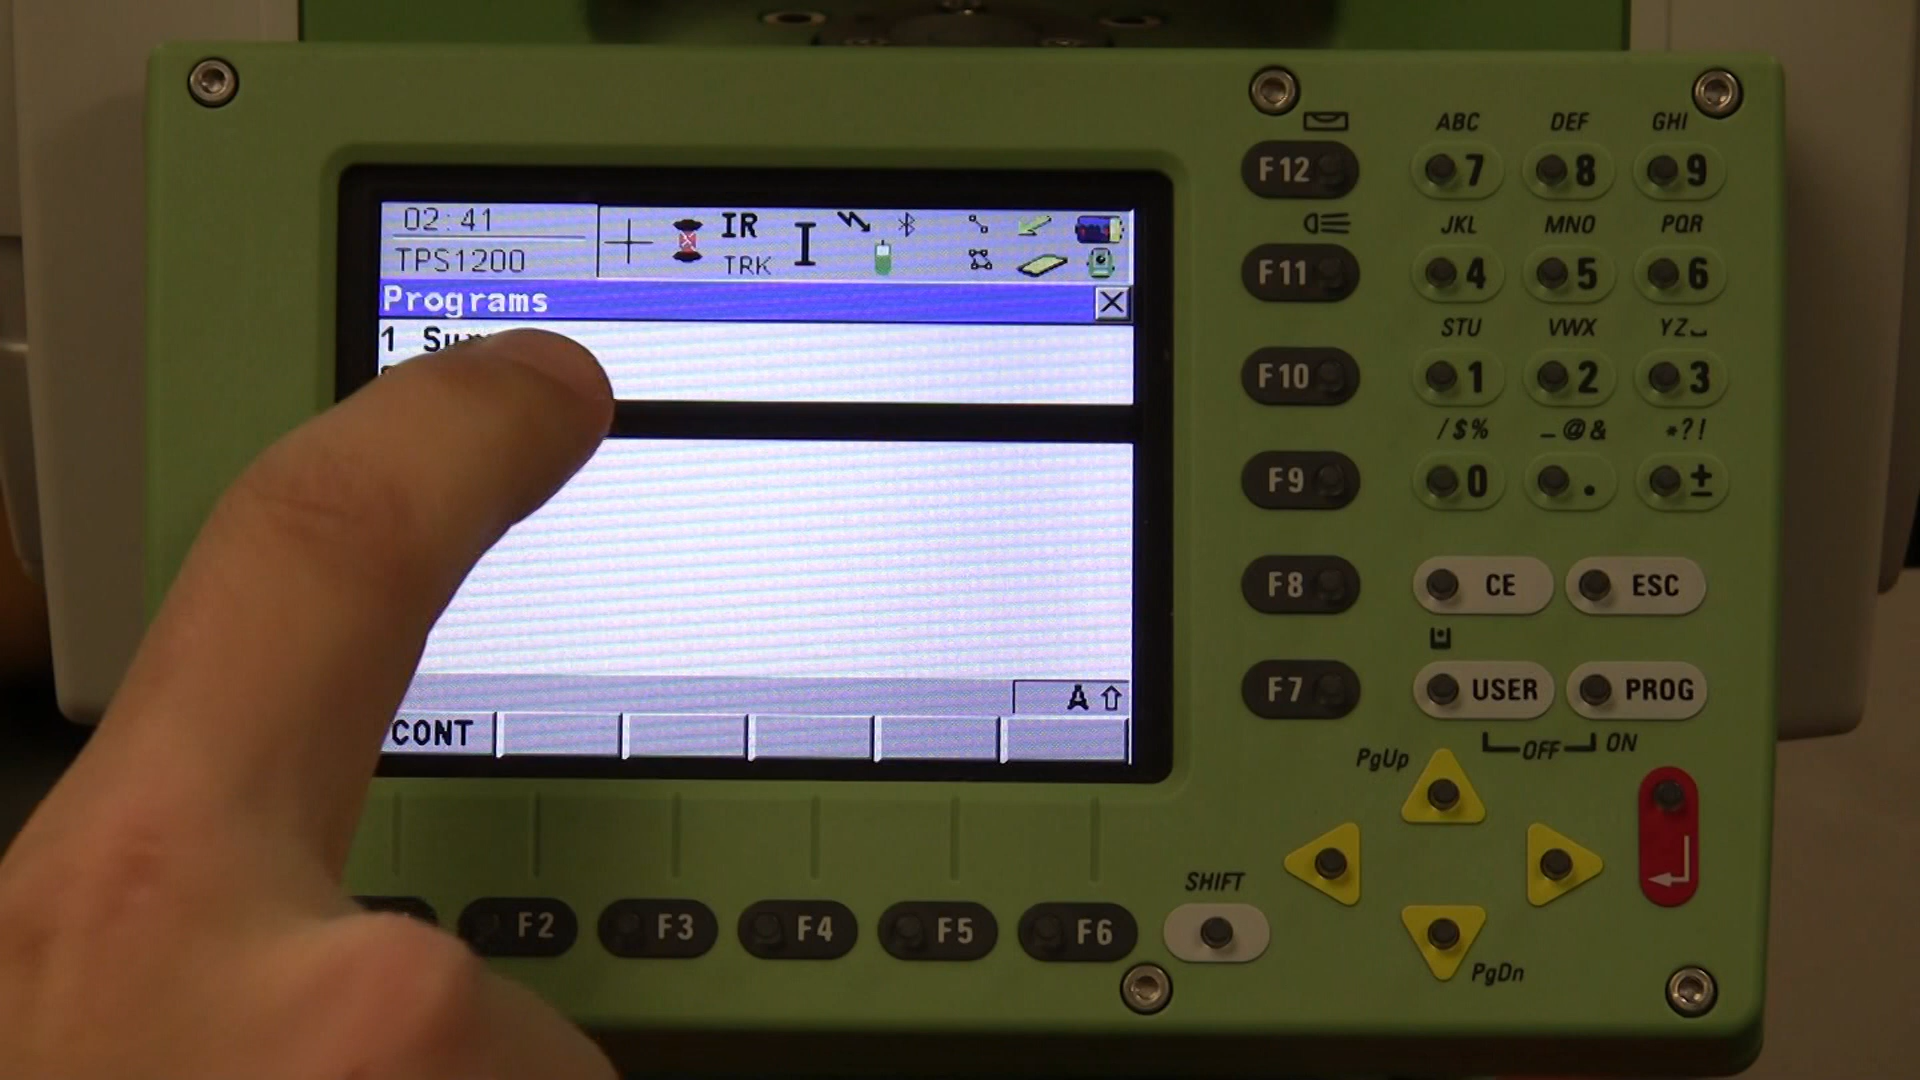 02:41
TPS1200
IR
TRK
I
Programs
1
A
CONT
F2
F3
F4
F5
F6
SHIFT
F12
F11
F10
F9
F8
F7
ABC
DEF
GHI
7
8
9
JKL
MNO
PQR
4
5
6
STU
VWX
YZ
1
2
3
/$%
_@&
*?!
0
.
±
CE
ESC
USER
PROG
OFF
ON
PgUp
PgDn